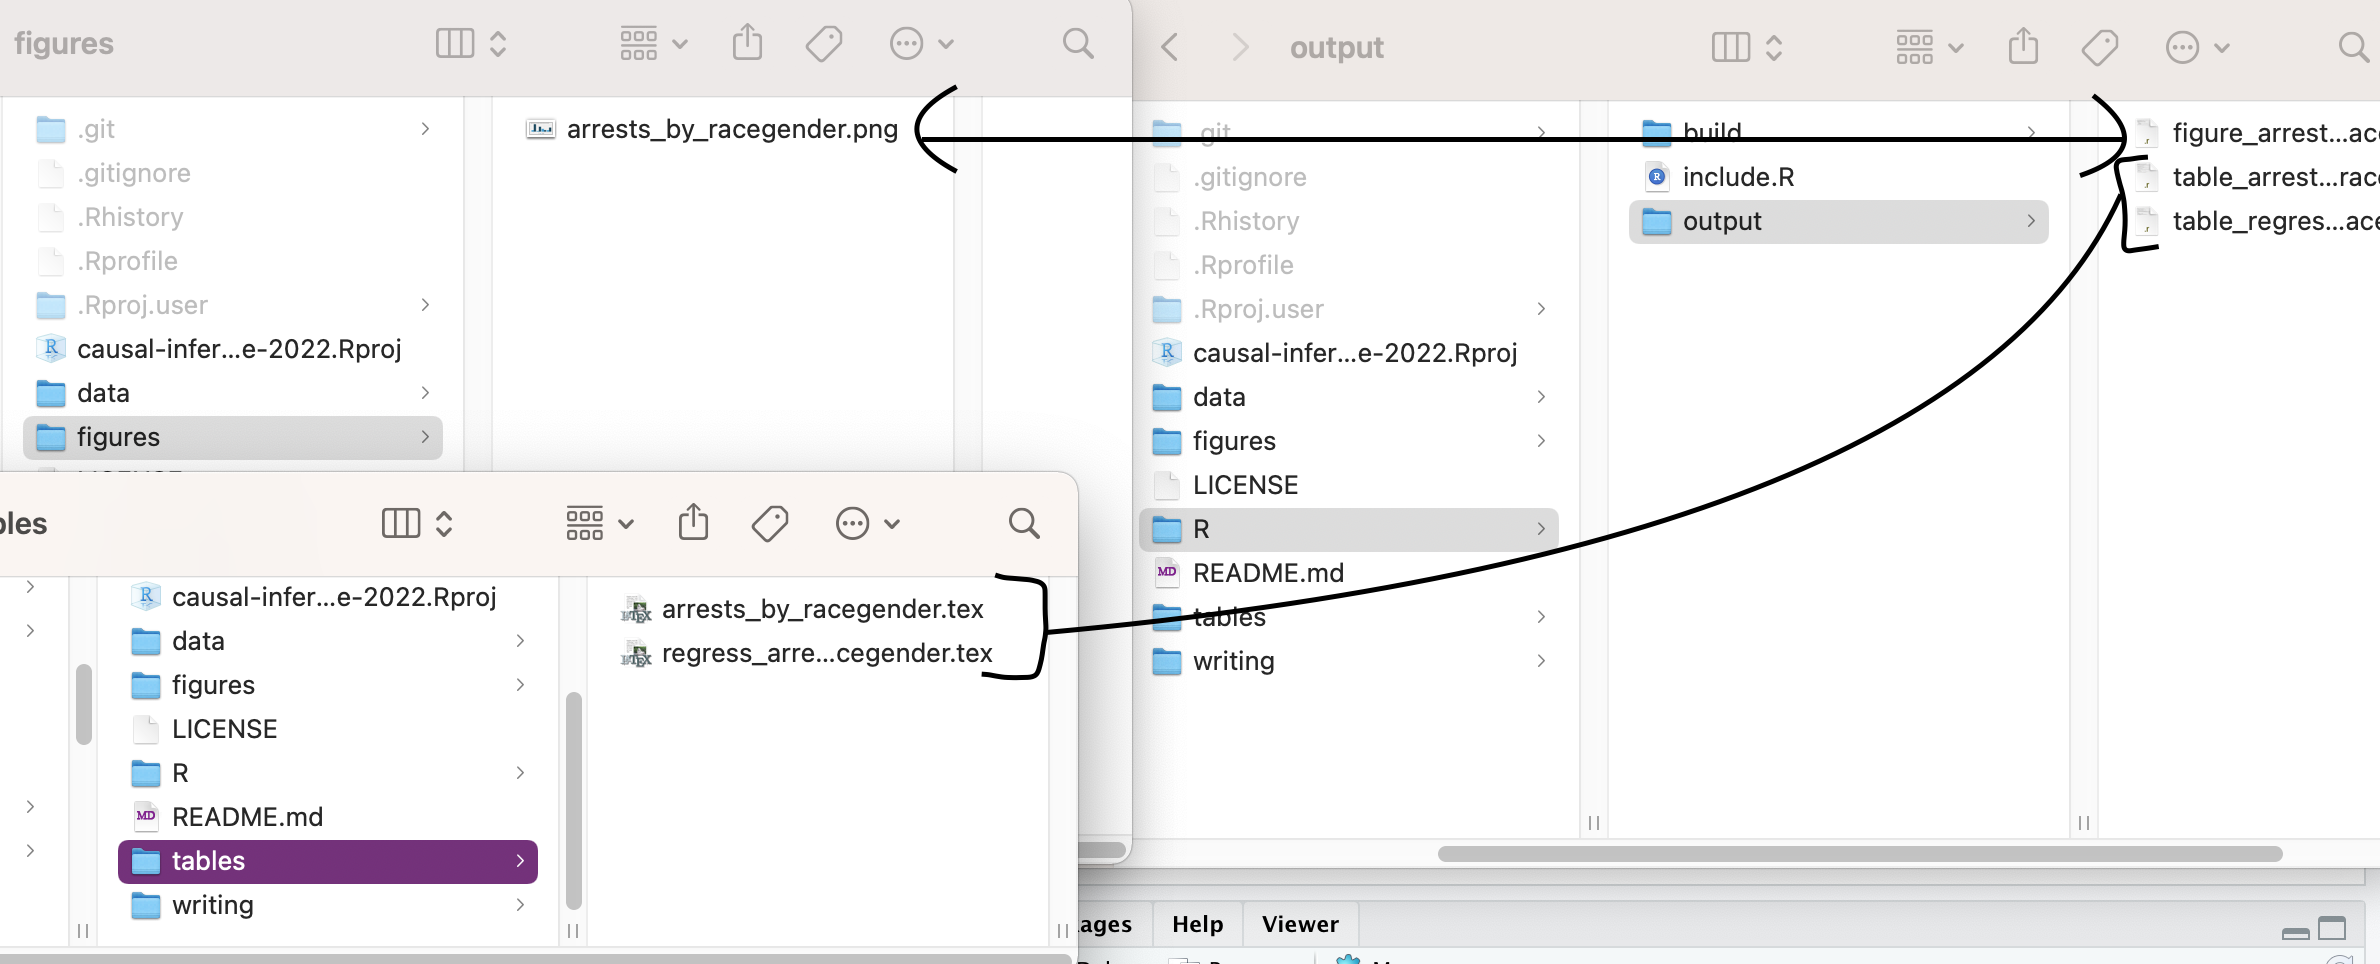 figures
.git
.gitignore
.Rhistory
.Rprofile
.Rproj.user
causal-infer...e-2022.Rproj
data
figures
arrests_by_racegender.png
output
.git
.gitignore
.Rhistory
.Rprofile
.Rproj.user
causal-infer...e-2022.Rproj
data
figures
LICENSE
R
README.md
tables
writing
build
include.R
output
figure_arrest...ac
table_arrest...rac
table_regres...ace
bles
causal-infer...e-2022.Rproj
data
figures
LICENSE
R
README.md
tables
writing
arrests_by_racegender.tex
regress_arre...cegender.tex
ages
Help
Viewer